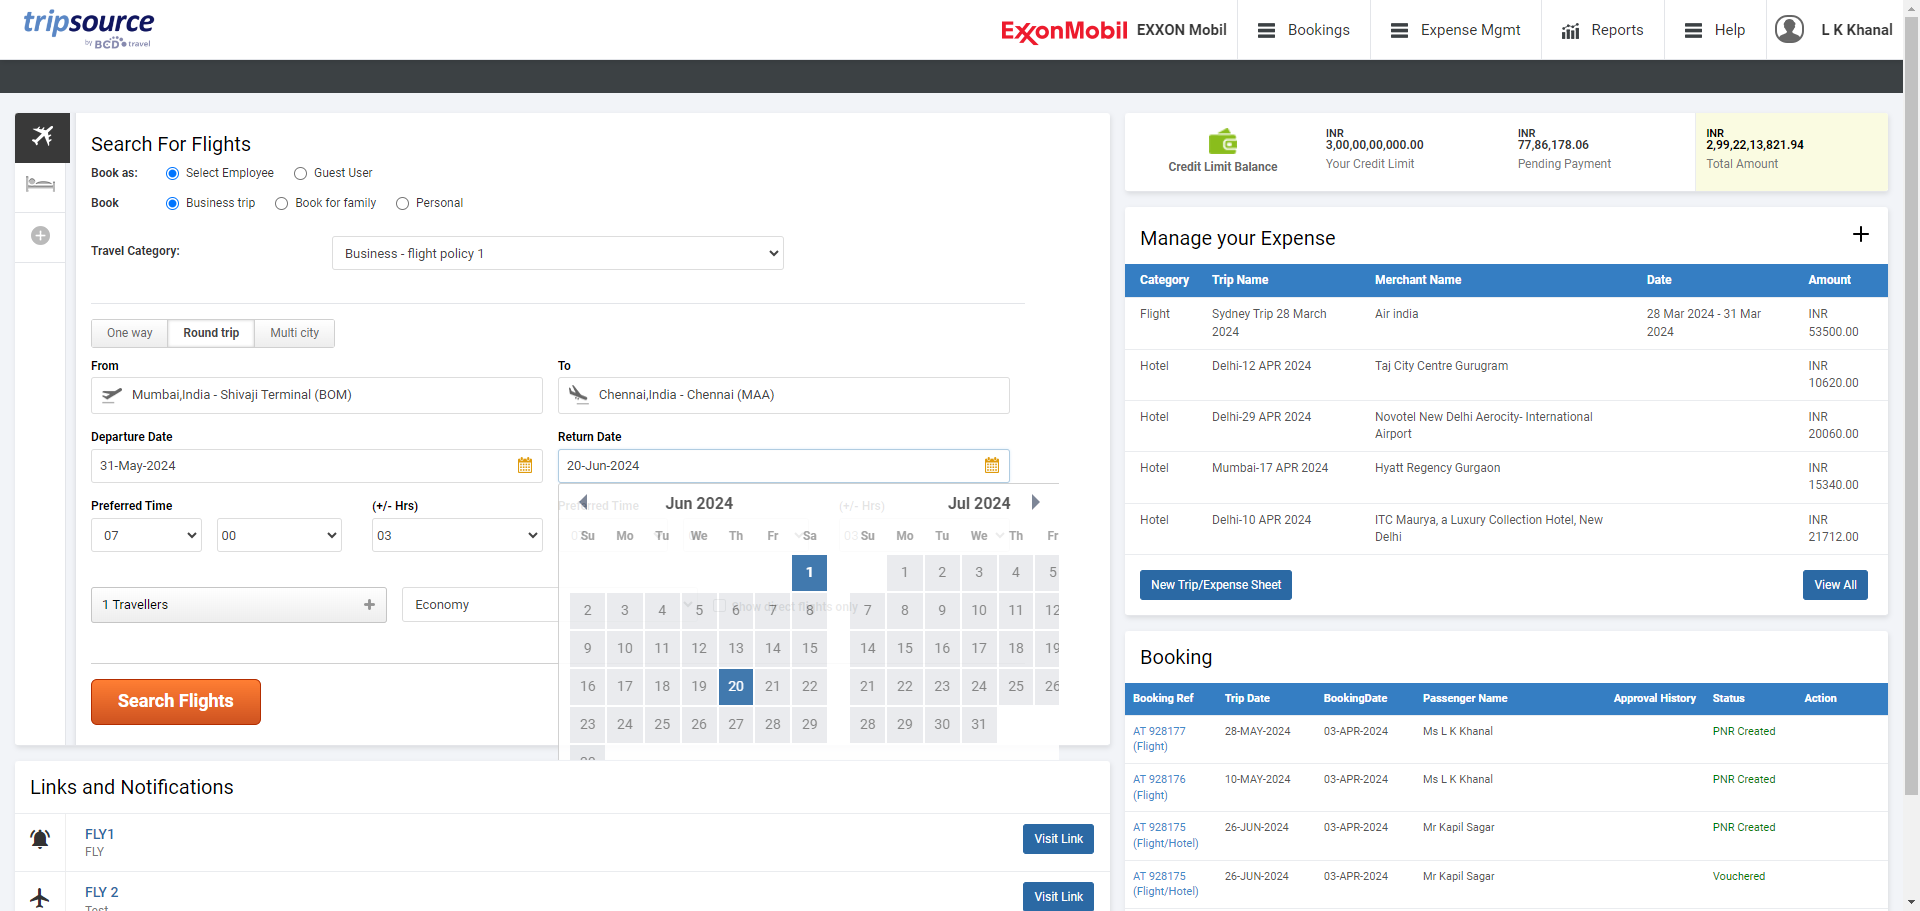 tripsource
by BCD travel
ExxonMobil EXXON Mobil
Bookings
Expense Mgmt
Reports
Help
L K Khanal
Search For Flights
Book as: Select Employee Guest User
Book Business trip Book for family Personal
Travel Category: Business - flight policy 1
One way Round trip Multi city
From To
Mumbai,India - Shivaji Terminal (BOM) Chennai,India - Chennai (MAA)
Departure Date Return Date
31-May-2024 20-Jun-2024
Preferred Time (+/- Hrs) Preferred Time (+/- Hrs)
07 00 03 03
Jun 2024 Jul 2024
Su Mo Tu We Th Fr Sa Su Mo Tu We Th Fr
1 1 2 3 4 5
2 3 4 5 6 7 8 7 8 9 10 11 12
9 10 11 12 13 14 15 14 15 16 17 18 19
16 17 18 19 20 21 22 21 22 23 24 25 26
23 24 25 26 27 28 29 28 29 30 31
30
1 Travellers Economy Show direct flights only
Search Flights
Links and Notifications
FLY1
FLY
Visit Link
FLY 2
Test
Visit Link
Credit Limit Balance
INR
3,00,00,00,000.00
Your Credit Limit
INR
77,86,178.06
Pending Payment
INR
2,99,22,13,821.94
Total Amount
Manage your Expense
Category Trip Name Merchant Name Date Amount
Flight Sydney Trip 28 March Air india 28 Mar 2024 - 31 Mar INR
2024 2024 53500.00
Hotel Delhi-12 APR 2024 Taj City Centre Gurugram INR
10620.00
Hotel Delhi-29 APR 2024 Novotel New Delhi Aerocity- International INR
Airport 20060.00
Hotel Mumbai-17 APR 2024 Hyatt Regency Gurgaon INR
15340.00
Hotel Delhi-10 APR 2024 ITC Maurya, a Luxury Collection Hotel, New INR
Delhi 21712.00
New Trip/Expense Sheet View All
Booking
Booking Ref Trip Date BookingDate Passenger Name Approval History Status Action
AT 928177 28-MAY-2024 03-APR-2024 Ms L K Khanal PNR Created
(Flight)
AT 928176 10-MAY-2024 03-APR-2024 Ms L K Khanal PNR Created
(Flight)
AT 928175 26-JUN-2024 03-APR-2024 Mr Kapil Sagar PNR Created
(Flight/Hotel)
AT 928175 26-JUN-2024 03-APR-2024 Mr Kapil Sagar Vouchered
(Flight/Hotel)